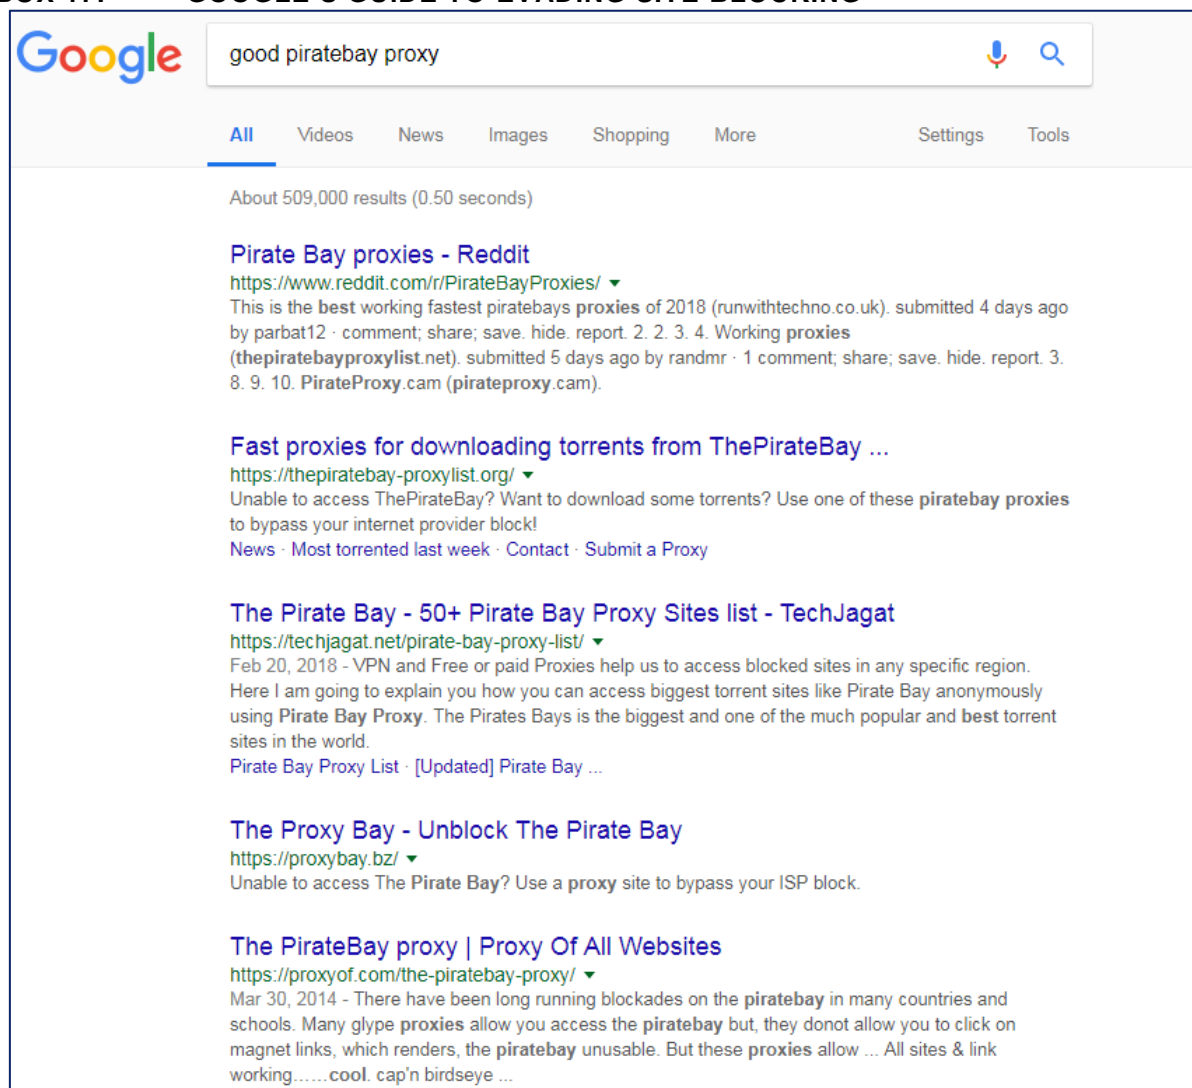 GOOGLE'S GUIDE TO EVADING SITE BLOCKING
Google
good piratebay proxy
All Videos News Images Shopping More Settings Tools
About 509,000 results (0.50 seconds)
Pirate Bay proxies - Reddit
https://www.reddit.com/r/PirateBayProxies/
This is the best working fastest piratebays proxies of 2018 (runwithtechno.co.uk). submitted 4 days ago
by parbat12 · comment; share; save. hide. report. 2. 2. 3. 4. Working proxies
(thepiratebayproxylist.net). submitted 5 days ago by randmr · 1 comment; share; save. hide. report. 3.
8. 9. 10. PirateProxy.cam (pirateproxy.cam).
Fast proxies for downloading torrents from ThePirateBay ...
https://thepiratebay-proxylist.org/
Unable to access ThePirateBay? Want to download some torrents? Use one of these piratebay proxies
to bypass your internet provider block!
News · Most torrented last week · Contact · Submit a Proxy
The Pirate Bay - 50+ Pirate Bay Proxy Sites list - TechJagat
https://techjagat.net/pirate-bay-proxy-list/
Feb 20, 2018 - VPN and Free or paid Proxies help us to access blocked sites in any specific region.
Here I am going to explain you how you can access biggest torrent sites like Pirate Bay anonymously
using Pirate Bay Proxy. The Pirates Bays is the biggest and one of the much popular and best torrent
sites in the world.
Pirate Bay Proxy List · [Updated] Pirate Bay ...
The Proxy Bay - Unblock The Pirate Bay
https://proxybay.bz/
Unable to access The Pirate Bay? Use a proxy site to bypass your ISP block.
The PirateBay proxy | Proxy Of All Websites
https://proxyof.com/the-piratebay-proxy/
Mar 30, 2014 - There have been long running blockades on the piratebay in many countries and
schools. Many glype proxies allow you access the piratebay but, they donot allow you to click on
magnet links, which renders, the piratebay unusable. But these proxies allow ... All sites & link
working......cool. cap'n birdseye ...